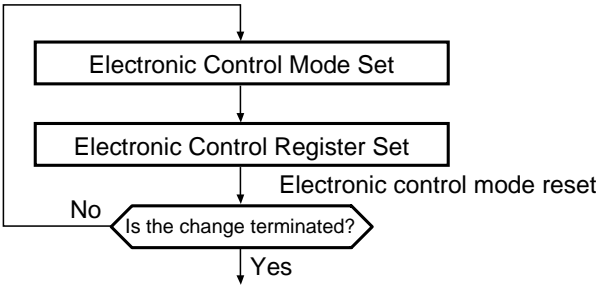 Electronic Control Mode Set
Electronic Control Register Set
Electronic control mode reset
No
Is the change terminated?
Yes